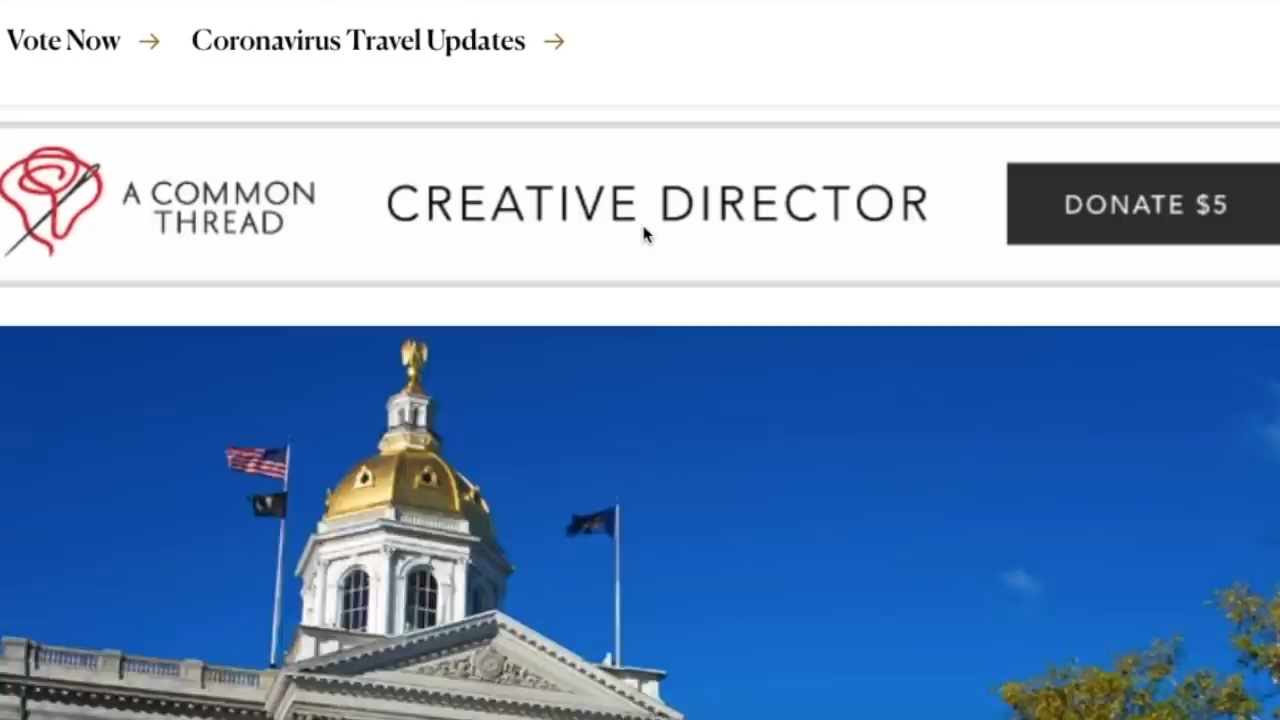 Vote Now → Coronavirus Travel Updates →
A COMMON
THREAD
CREATIVE DIRECTOR
DONATE $5